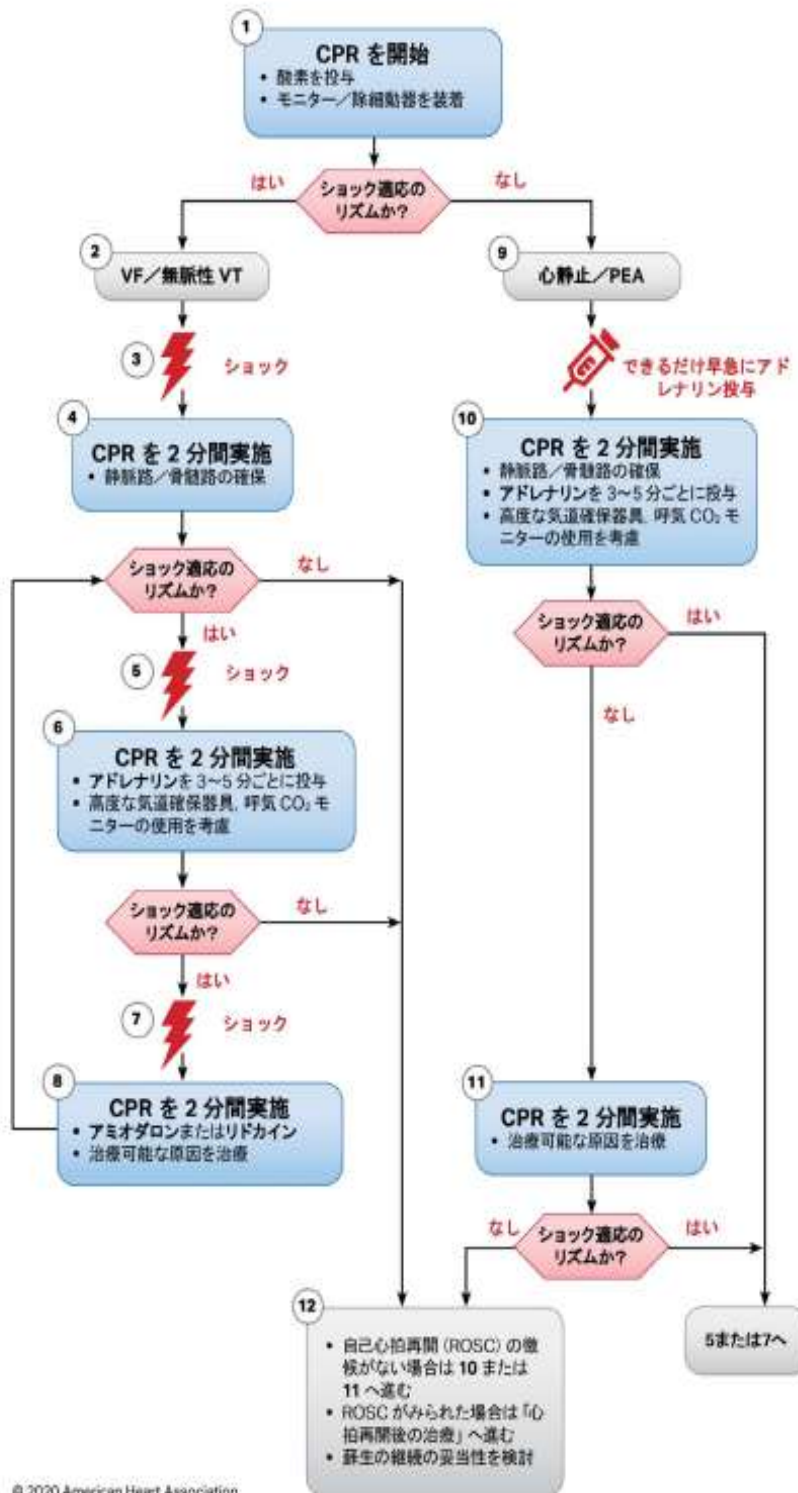 1
CPR を開始
• 酸素を投与
• モニター／除細動器を装着
はい
ショック適応の
リズムか?
なし
2
VF／無脈性 VT
9
心静止／PEA
3
ショック
できるだけ早急にアド
レナリン投与
4
CPR を 2 分間実施
• 静脈路／骨髄路の確保
10
CPR を 2 分間実施
• 静脈路／骨髄路の確保
• アドレナリンを 3〜5 分ごとに投与
• 高度な気道確保器具，呼気 CO₂ モ
ニターの使用を考慮
ショック適応の
リズムか?
なし
はい
ショック適応の
リズムか?
はい
なし
5
ショック
6
CPR を 2 分間実施
• アドレナリンを 3〜5 分ごとに投与
• 高度な気道確保器具，呼気 CO₂ モ
ニターの使用を考慮
ショック適応の
リズムか?
なし
はい
7
ショック
8
CPR を 2 分間実施
• アミオダロンまたはリドカイン
• 治療可能な原因を治療
11
CPR を 2 分間実施
• 治療可能な原因を治療
なし
ショック適応の
リズムか?
はい
12
• 自己心拍再開 (ROSC) の徴
候がない場合は 10 または
11 へ進む
• ROSC がみられた場合は「心
拍再開後の治療」へ進む
• 蘇生の継続の妥当性を検討
5または7へ
© 2020 American Heart Association